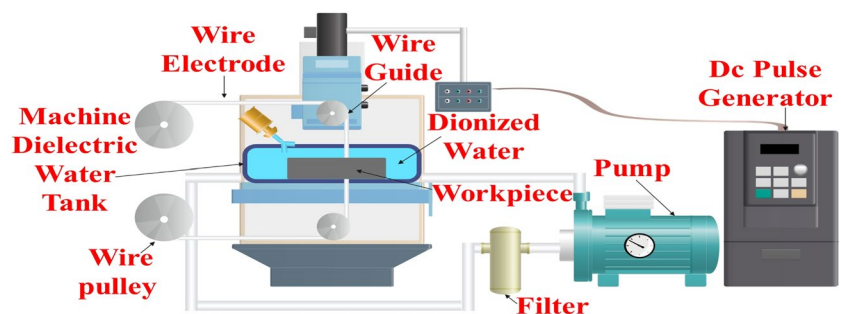 Wire
Electrode
Wire
Guide
Dc Pulse
Generator
Machine
Dielectric
Water
Tank
Dionized
Water
Workpiece
Pump
Wire
pulley
Filter